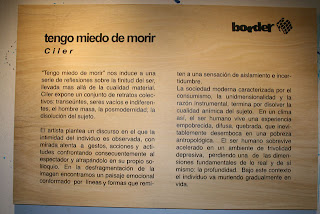 tengo miedo de morir
Ciler
border
"Tengo miedo de morir" nos induce a una
serie de reflexiones sobre la finitud del ser,
llevada mas allá de la cualidad material.
Ciler expone un conjunto de retratos colec-
tivos: transeúntes, seres vacíos e indiferen-
tes, el hombre masa, la posmodernidad, la
disolución del sujeto.
El artista plantea un discurso en el que la
intimidad del individuo es observada, con
mirada alerta a gestos, acciones y acti-
tudes confrontando consecuentemente al
espectador y atrapándolo en su propio so-
liloquio. En la desfragmentación de la
imagen encontramos un paisaje emocional
conformado por líneas y formas que remi-
ten a una sensación de aislamiento e incer-
tidumbre.
La sociedad moderna caracterizada por el
consumismo, la unidimensionalidad y la
razón instrumental, termina por disolver la
cualidad anímica del sujeto. En un clima
así, el ser humano vive una experiencia
empobrecida, difusa, quebrada, que inevi-
tablemente desemboca en una pobreza
antropológica. El ser humano sobrevive
acelerado en un ambiente de frivolidad
depresiva, perdiendo una de las dimen-
siones fundamentales de lo real y de sí
mismo; la profundidad. Bajo este contexto
el individuo va muriendo gradualmente en
vida.